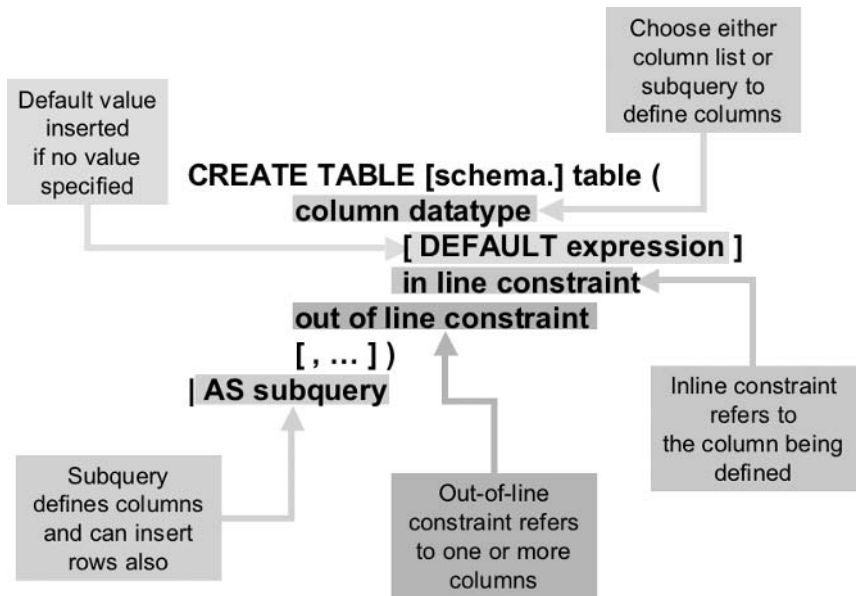 Choose either
column list or
subquery to
define columns
Default value
inserted
if no value
specified
CREATE TABLE [schema.] table (
column datatype
[ DEFAULT expression ]
in line constraint
out of line constraint
[ , … ] )
| AS subquery
Inline constraint
refers to
the column being
defined
Subquery
defines columns
and can insert
rows also
Out-of-line
constraint refers
to one or more
columns